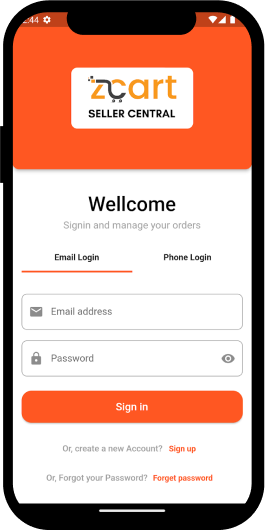 2:44
zcart
SELLER CENTRAL
Wellcome
Signin and manage your orders
Email Login Phone Login
Email address
Password
Sign in
Or, create a new Account? Sign up
Or, Forgot your Password? Forget password